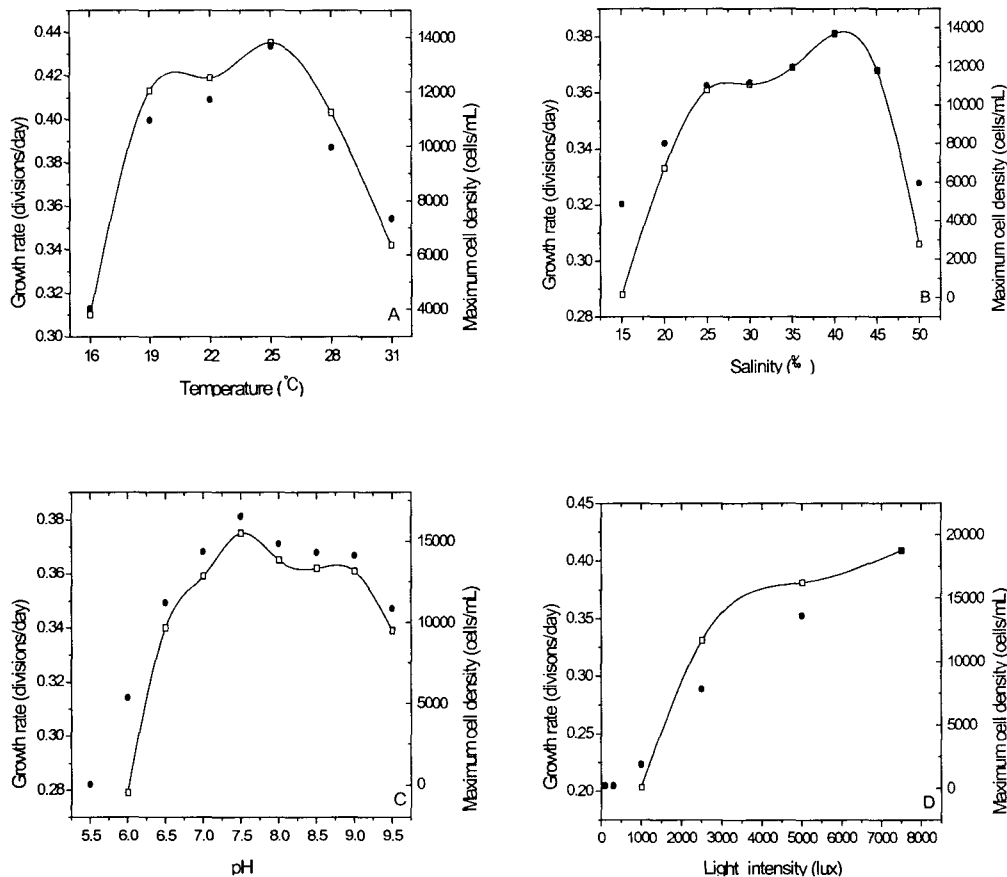 0.44
0.42
0.40
0.38
0.36
0.34
0.32
0.30
Growth rate (divisions/day)
14000
12000
10000
8000
6000
4000
Maximum cell density (cells/mL)
A
16 19 22 25 28 31
Temperature (℃)
0.38
0.36
0.34
0.32
0.30
0.28
Growth rate (divisions/day)
14000
12000
10000
8000
6000
4000
2000
0
Maximum cell density (cells/mL)
B
15 20 25 30 35 40 45 50
Salinity (‰)
0.38
0.36
0.34
0.32
0.30
0.28
Growth rate (divisions/day)
15000
10000
5000
0
Maximum cell density (cells/mL)
C
5.5 6.0 6.5 7.0 7.5 8.0 8.5 9.0 9.5
pH
0.45
0.40
0.35
0.30
0.25
0.20
Growth rate (divisons/day)
20000
15000
10000
5000
0
Maximum cell density (cells/mL)
D
0 1000 2000 3000 4000 5000 6000 7000 8000
Light intensity (lux)